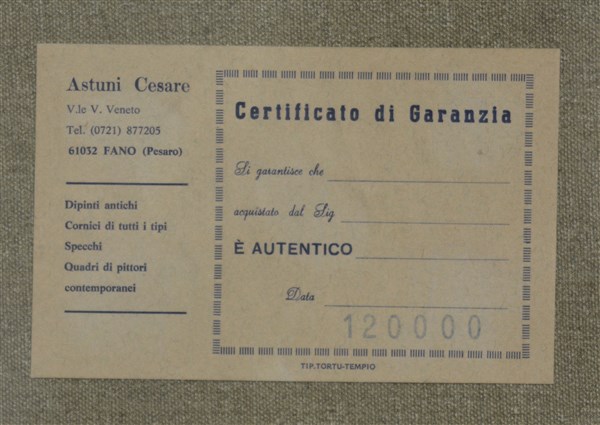 Astuni Cesare
V.le V. Veneto
Tel. (0721) 877205
61032 FANO (Pesaro)
Dipinti antichi
Cornici di tutti i tipi
Specchi
Quadri di pittori
contemporanei
Certificato di Garanzia
Si garantisce che
acquistato dal Sig
È AUTENTICO
Data
120000
TIP. TORTU-TEMPIO